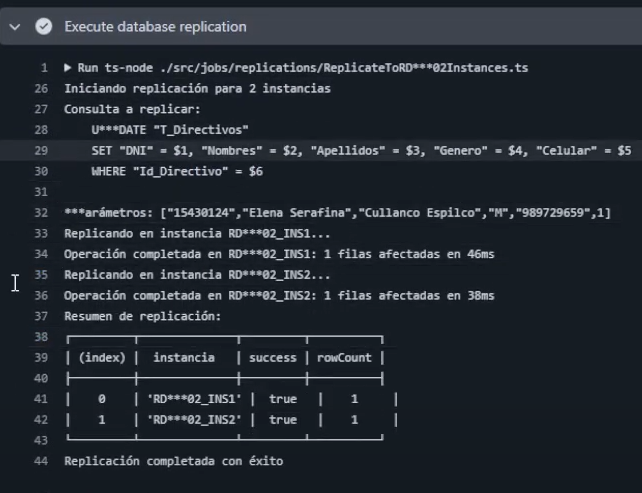 Execute database replication
1 ▶ Run ts-node ./src/jobs/replications/ReplicateToRD***02Instances.ts
26 Iniciando replicación para 2 instancias
27 Consulta a replicar:
28 U***DATE "T_Directivos"
29 SET "DNI" = $1, "Nombres" = $2, "Apellidos" = $3, "Genero" = $4, "Celular" = $5
30 WHERE "Id_Directivo" = $6
31
32 ***arámetros: ["15430124","Elena Serafina","Cullanco Espilco","M","989729659",1]
33 Replicando en instancia RD***02_INS1...
34 Operación completada en RD***02_INS1: 1 filas afectadas en 46ms
35 Replicando en instancia RD***02_INS2...
36 Operación completada en RD***02_INS2: 1 filas afectadas en 38ms
37 Resumen de replicación:
38
39 | (index) | instancia | success | rowCount |
40
41 | 0 | 'RD***02_INS1' | true | 1 |
42 | 1 | 'RD***02_INS2' | true | 1 |
43
44 Replicación completada con éxito